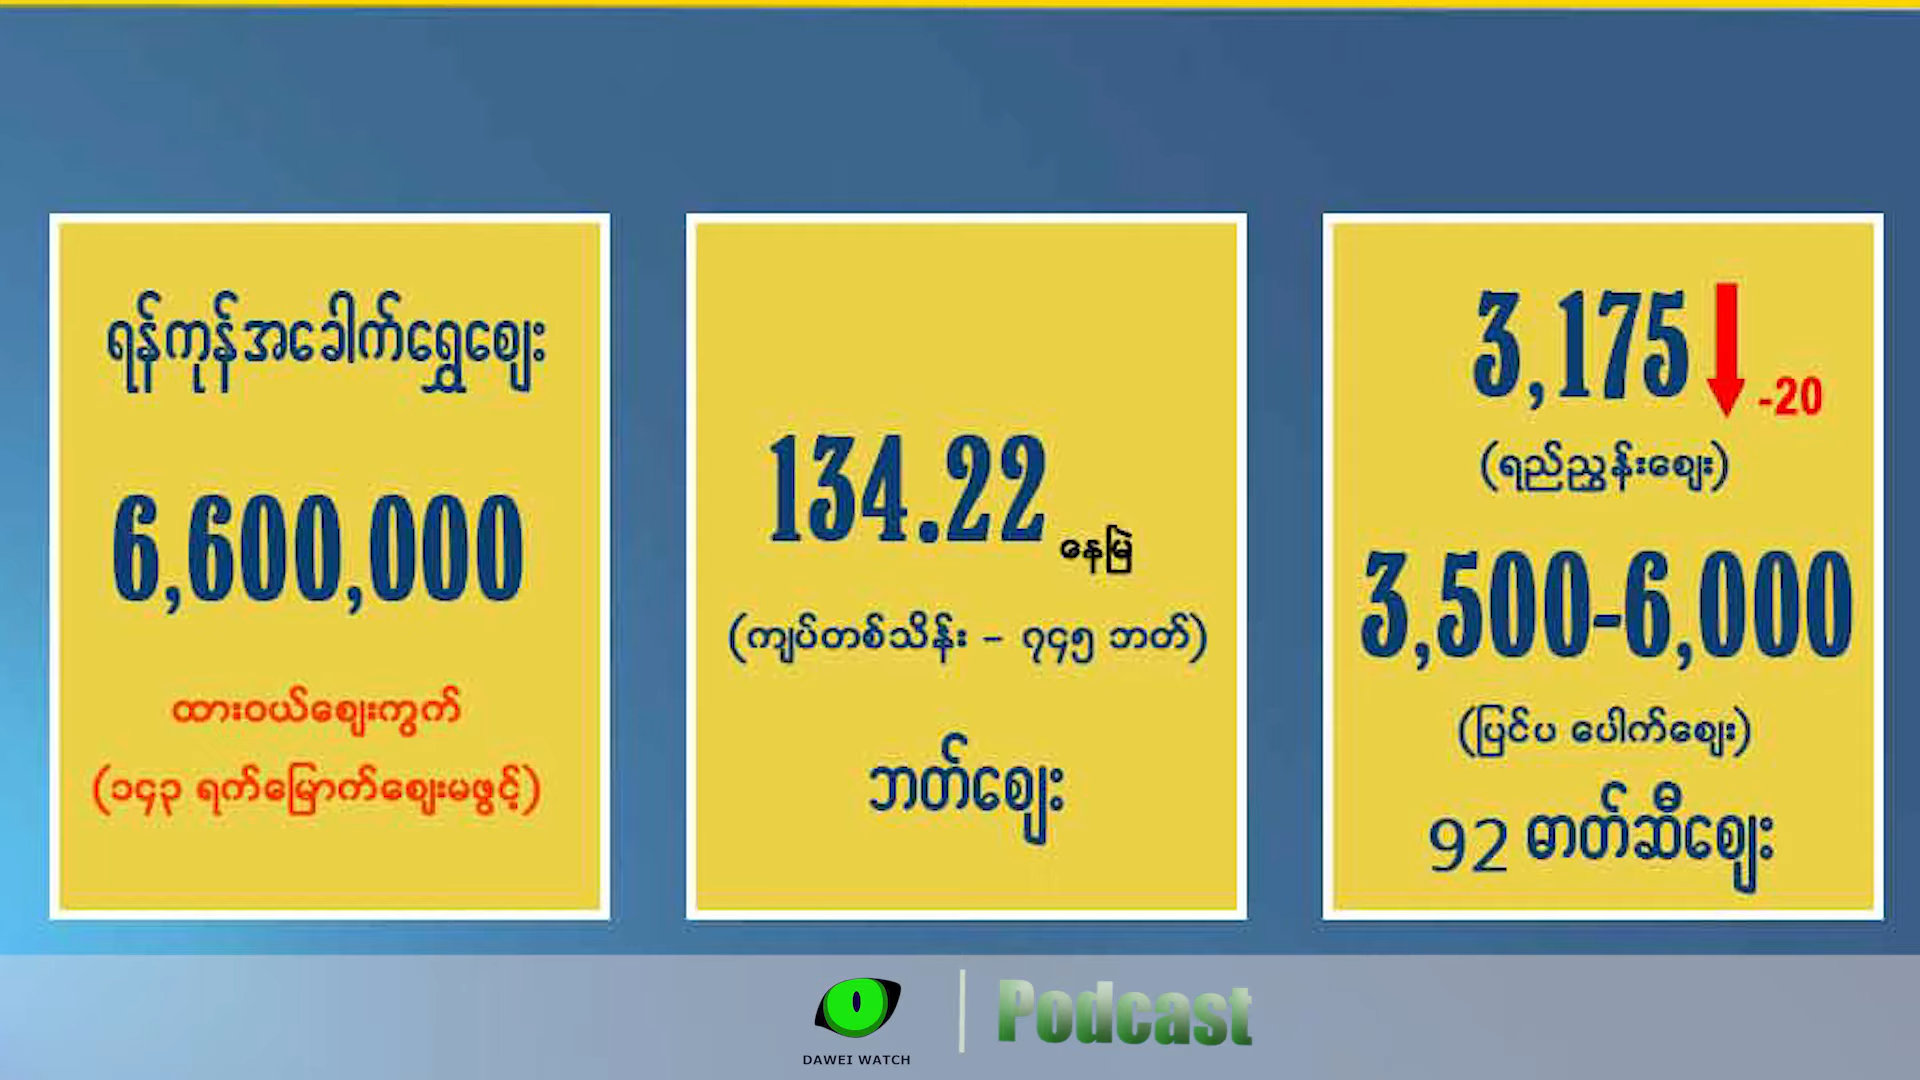 ရန်ကုန်အခေါက်ရွှေဈေး
6,600,000
ထားဝယ်ဈေးကွက်
(၁၄၃ ရက်မြောက်ဈေးမဖွင့်)
134.22 နေမြဲ
(ကျပ်တစ်သိန်း - ၇၄၅ ဘတ်)
ဘတ်ဈေး
3,175 -20
(ရည်ညွှန်းဈေး)
3,500-6,000
(ပြင်ပ ပေါက်ဈေး)
92 ဓာတ်ဆီဈေး
DAWEI WATCH
Podcast